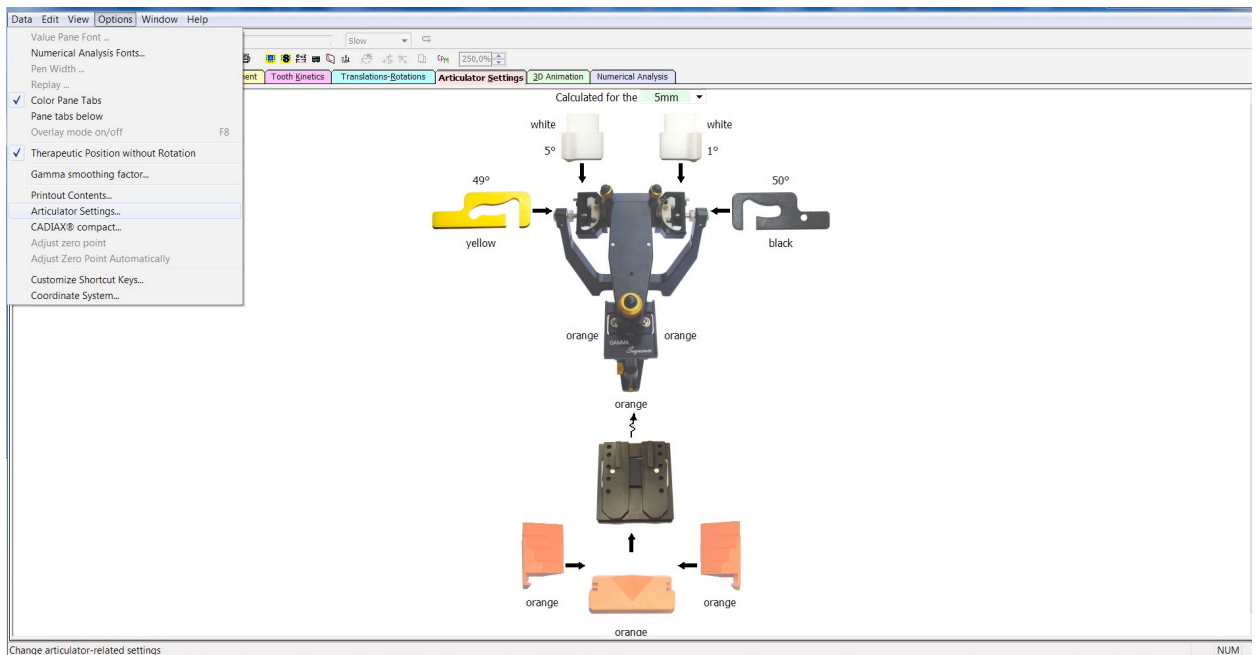 Data Edit View Options Window Help
Value Pane Font ...
Numerical Analysis Fonts...
Pen Width ...
Replay ...
Color Pane Tabs
Pane tabs below
Overlay mode on/off F8
Therapeutic Position without Rotation
Gamma smoothing factor...
Printout Contents...
Articulator Settings...
CADIAX® compact...
Adjust zero point
Adjust Zero Point Automatically
Customize Shortcut Keys...
Coordinate System...
Slow
CPM 250,0%
ent Tooth Kinetics Translations-Rotations Articulator Settings 3D Animation Numerical Analysis
Calculated for the 5mm
white white
5° 1°
49° 50°
yellow black
orange orange
GAMMA
Sequence
orange
orange orange
orange
Change articulator-related settings NUM